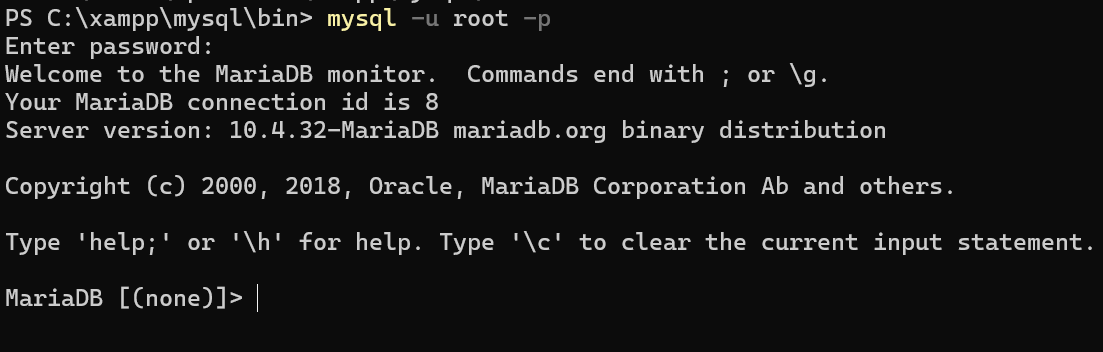 PS C:\xampp\mysql\bin> mysql -u root -p
Enter password:
Welcome to the MariaDB monitor.  Commands end with ; or \g.
Your MariaDB connection id is 8
Server version: 10.4.32-MariaDB mariadb.org binary distribution

Copyright (c) 2000, 2018, Oracle, MariaDB Corporation Ab and others.

Type 'help;' or '\h' for help. Type '\c' to clear the current input statement.

MariaDB [(none)]>